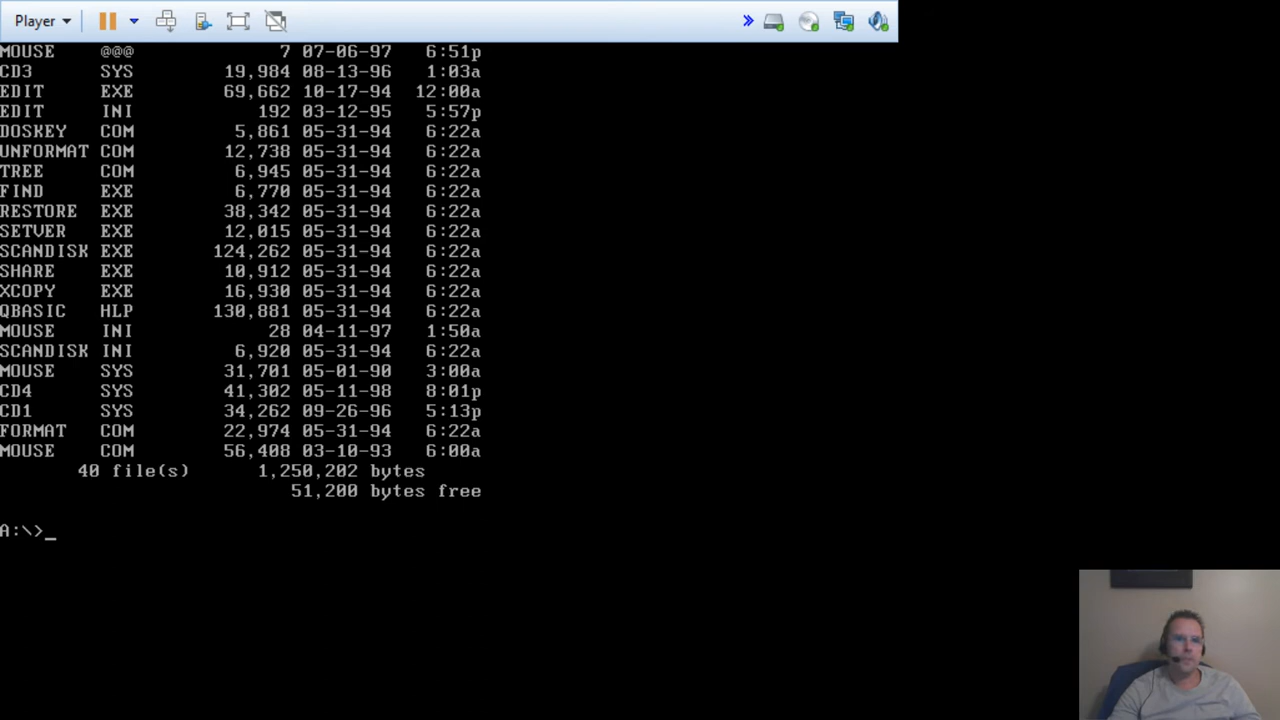 Player
MOUSE @@@ 7 07-06-97 6:51p
CD3 SYS 19,984 08-13-96 1:03a
EDIT EXE 69,662 10-17-94 12:00a
EDIT INI 192 03-12-95 5:57p
DOSKEY COM 5,861 05-31-94 6:22a
UNFORMAT COM 12,738 05-31-94 6:22a
TREE COM 6,945 05-31-94 6:22a
FIND EXE 6,770 05-31-94 6:22a
RESTORE EXE 38,342 05-31-94 6:22a
SETVER EXE 12,015 05-31-94 6:22a
SCANDISK EXE 124,262 05-31-94 6:22a
SHARE EXE 10,912 05-31-94 6:22a
XCOPY EXE 16,930 05-31-94 6:22a
QBASIC HLP 130,881 05-31-94 6:22a
MOUSE INI 28 04-11-97 1:50a
SCANDISK INI 6,920 05-31-94 6:22a
MOUSE SYS 31,701 05-01-90 3:00a
CD4 SYS 41,302 05-11-98 8:01p
CD1 SYS 34,262 09-26-96 5:13p
FORMAT COM 22,974 05-31-94 6:22a
MOUSE COM 56,408 03-10-93 6:00a
40 file(s) 1,250,202 bytes
51,200 bytes free
A:\>_